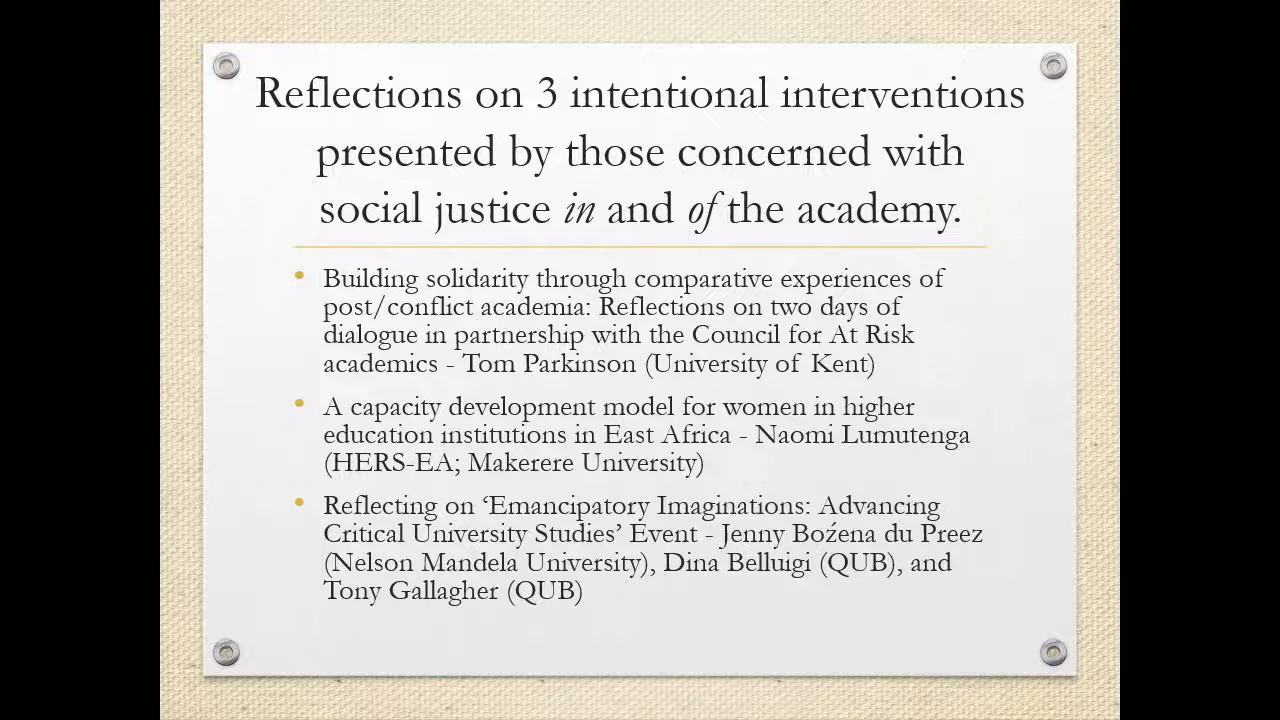 Reflections on 3 intentional interventions
presented by those concerned with
social justice in and of the academy.
• Building solidarity through comparative experiences of
post/conflict academia: Reflections on two days of
dialogue in partnership with the Council for At Risk
academics - Tom Parkinson (University of Kent)
• A capacity development model for women in higher
education institutions in East Africa - Naomi Lumutenga
(HERS-EA; Makerere University)
• Reflecting on ‘Emancipatory Imaginations: Advancing
Critical University Studies’ Event - Jenny Boźena du Preez
(Nelson Mandela University), Dina Belluigi (QUB), and
Tony Gallagher (QUB)